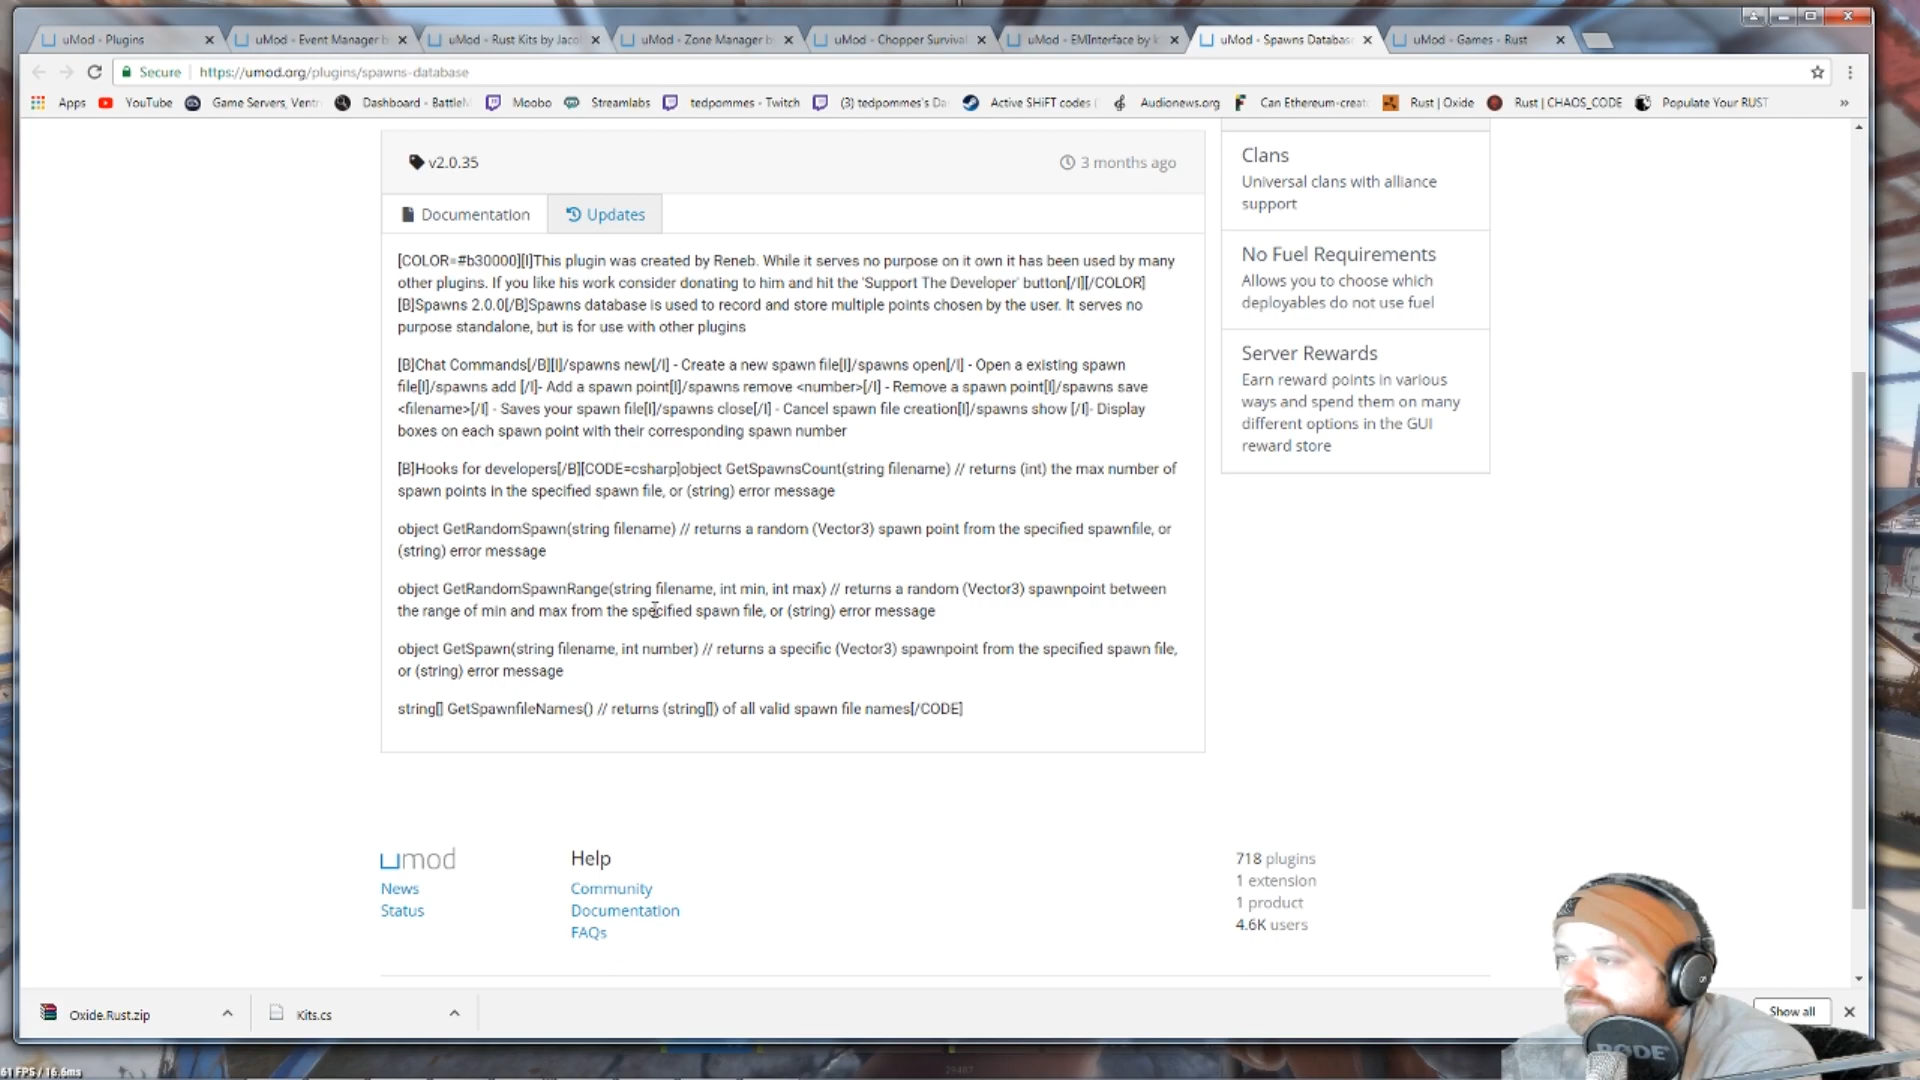 uMod - Plugins
uMod - Event Manager b
uMod - Rust Kits by Jacob
uMod - Zone Manager b
uMod - Chopper Survival
uMod - EMInterface by k
uMod - Spawns Databas
uMod - Games - Rust
Secure | https://umod.org/plugins/spawns-database
Apps
YouTube
Game Servers, Ventr
Dashboard - BattleM
Moobo
Streamlabs
tedpommes - Twitch
(3) tedpommes's Da
Active SHiFT codes (
Audionews.org
Can Ethereum-creat
Rust | Oxide
Rust | CHAOS_CODE
Populate Your RUST
»
v2.0.35
3 months ago
Documentation
Updates
[COLOR=#b30000][I]This plugin was created by Reneb. While it serves no purpose on it own it has been used by many
other plugins. If you like his work consider donating to him and hit the 'Support The Developer' button[/I][/COLOR]
[B]Spawns 2.0.0[/B]Spawns database is used to record and store multiple points chosen by the user. It serves no
purpose standalone, but is for use with other plugins
[B]Chat Commands[/B][I]/spawns new[/I] - Create a new spawn file[I]/spawns open[/I] - Open a existing spawn
file[I]/spawns add [/I]- Add a spawn point[I]/spawns remove <number>[/I] - Remove a spawn point[I]/spawns save
<filename>[/I] - Saves your spawn file[I]/spawns close[/I] - Cancel spawn file creation[I]/spawns show [/I]- Display
boxes on each spawn point with their corresponding spawn number
[B]Hooks for developers[/B][CODE=csharp]object GetSpawnsCount(string filename) // returns (int) the max number of
spawn points in the specified spawn file, or (string) error message
object GetRandomSpawn(string filename) // returns a random (Vector3) spawn point from the specified spawnfile, or
(string) error message
object GetRandomSpawnRange(string filename, int min, int max) // returns a random (Vector3) spawnpoint between
the range of min and max from the specified spawn file, or (string) error message
object GetSpawn(string filename, int number) // returns a specific (Vector3) spawnpoint from the specified spawn file,
or (string) error message
string[] GetSpawnfileNames() // returns (string[]) of all valid spawn file names[/CODE]
Clans
Universal clans with alliance
support
No Fuel Requirements
Allows you to choose which
deployables do not use fuel
Server Rewards
Earn reward points in various
ways and spend them on many
different options in the GUI
reward store
umod
News
Status
Help
Community
Documentation
FAQs
718 plugins
1 extension
1 product
4.6K users
Oxide.Rust.zip
Kits.cs
Show all
RODE
61 FPS / 16.6ms
29487